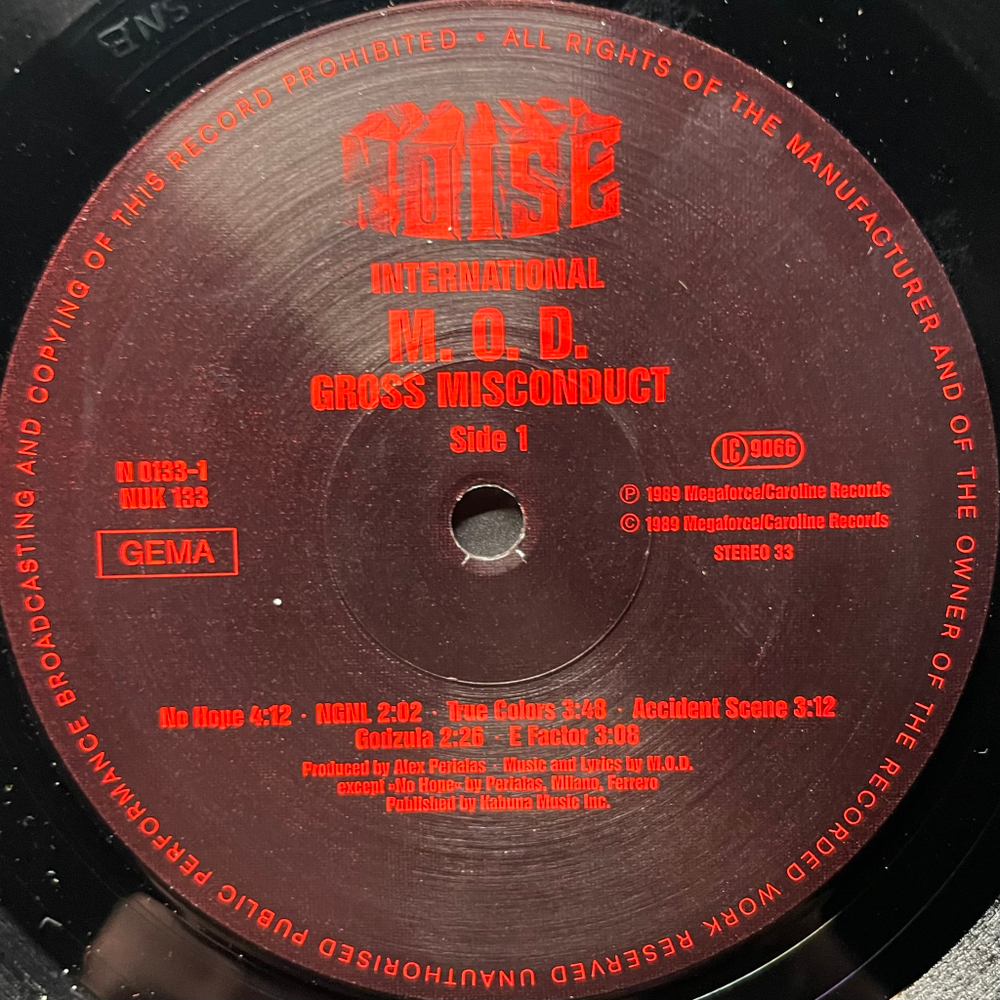 ALL RIGHTS OF THE MANUFACTURER AND OF THE OWNER OF THE RECORDED WORK RESERVED UNAUTHORISED PUBLIC PERFORMANCE BROADCASTING AND COPYING OF THIS RECORD PROHIBITED •
NOISE
INTERNATIONAL
M. O. D.
GROSS MISCONDUCT
Side 1
N 0133-1
NUK 133
GEMA
LC 9066
Ⓟ 1989 Megaforce/Caroline Records
© 1989 Megaforce/Caroline Records
STEREO 33
No Hope 4:12 · NGNL 2:02 · True Colors 3:48 · Accident Scene 3:12
Godzula 2:26 · E Factor 3:08
Produced by Alex Perialas · Music and Lyrics by M.O.D.
except »No Hope« by Perialas, Milano, Ferrero
Published by Kabuna Music Inc.